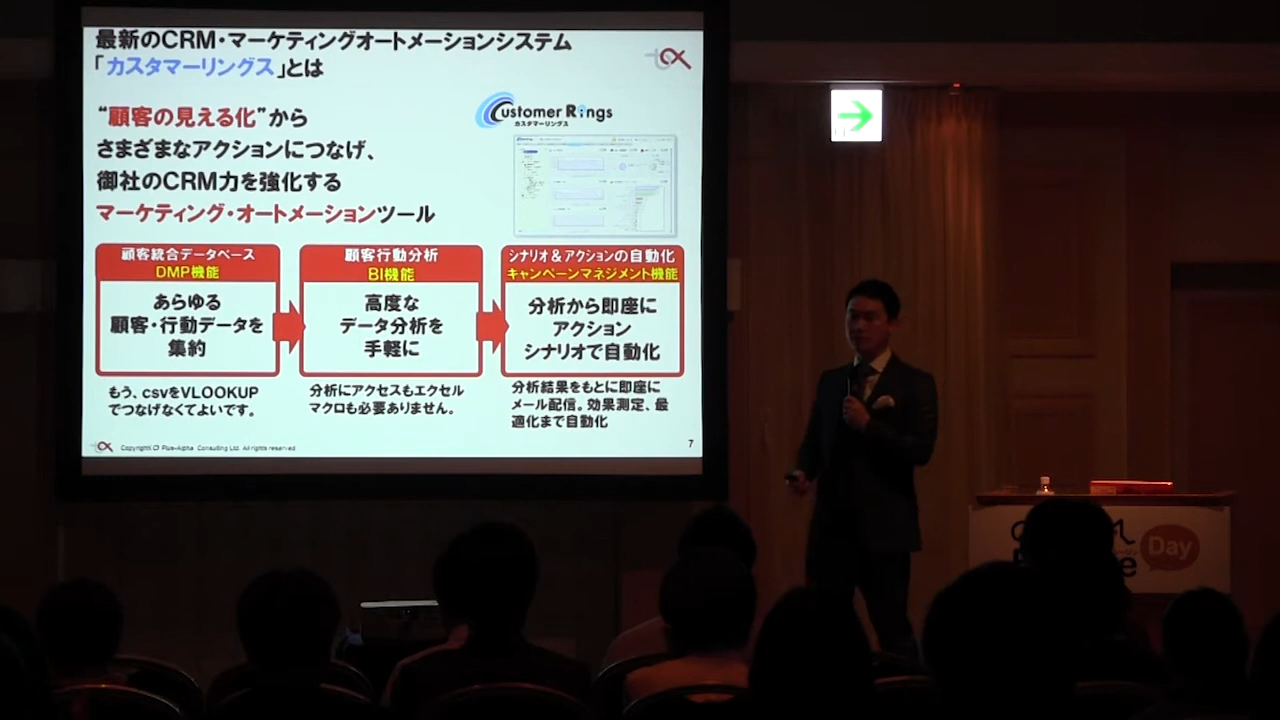 最新のCRM・マーケティングオートメーションシステム
「カスタマーリングス」とは
“顧客の見える化”から
さまざまなアクションにつなげ、
御社のCRM力を強化する
マーケティング・オートメーションツール
Customer Rings
カスタマーリングス
顧客統合データベース
DMP機能
あらゆる
顧客・行動データを
集約
もう、csvをVLOOKUP
でつなげなくてよいです。
顧客行動分析
BI機能
高度な
データ分析を
手軽に
分析にアクセスもエクセル
マクロも必要ありません。
シナリオ＆アクションの自動化
キャンペーンマネジメント機能
分析から即座に
アクション
シナリオで自動化
分析結果をもとに即座に
メール配信。効果測定、最
適化まで自動化
Copyright(C) Plus-Alpha Consulting Ltd. All rights reserved
7
Day